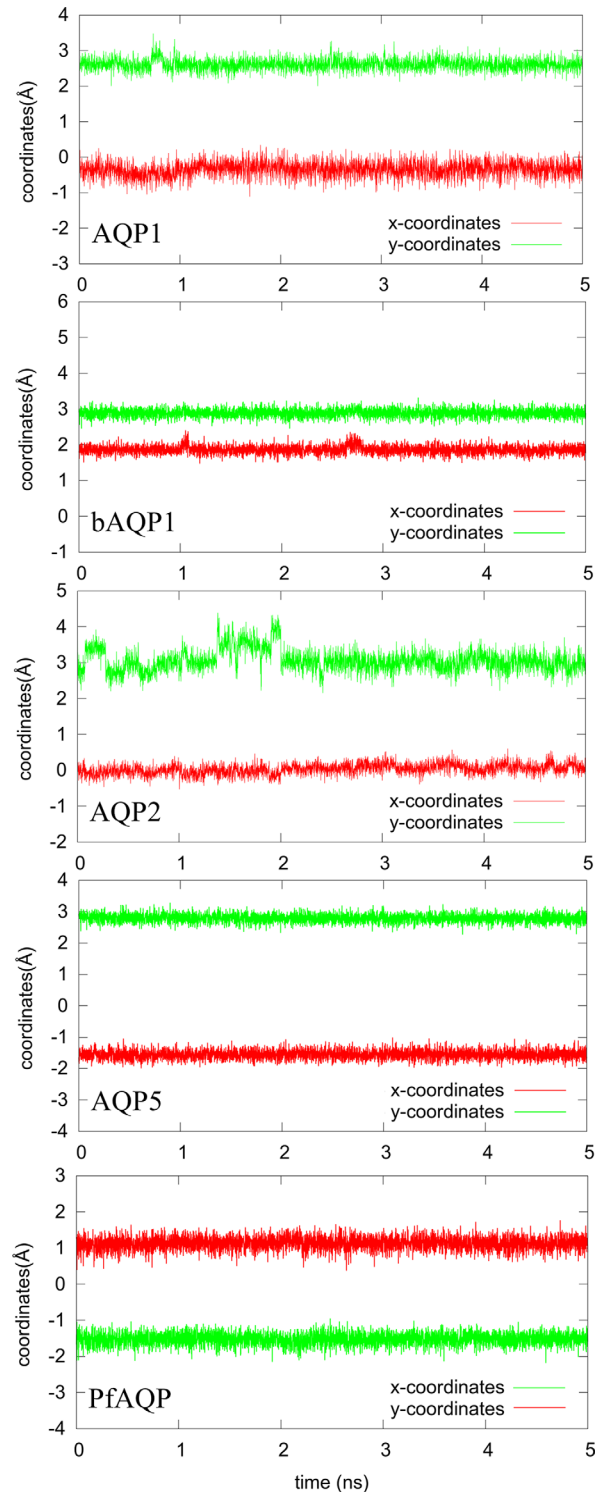 4
3
2
1
0
-1
-2
-3
coordinates(Å)
AQP1
x-coordinates
y-coordinates
0 1 2 3 4 5
6
5
4
3
2
1
0
-1
coordinates(Å)
bAQP1
x-coordinates
y-coordinates
0 1 2 3 4 5
5
4
3
2
1
0
-1
-2
coordinates(Å)
AQP2
x-coordinates
y-coordinates
0 1 2 3 4 5
4
3
2
1
0
-1
-2
-3
-4
coordinates(Å)
AQP5
x-coordinates
y-coordinates
0 1 2 3 4 5
3
2
1
0
-1
-2
-3
-4
coordinates(Å)
PfAQP
x-coordinates
y-coordinates
0 1 2 3 4 5
time (ns)